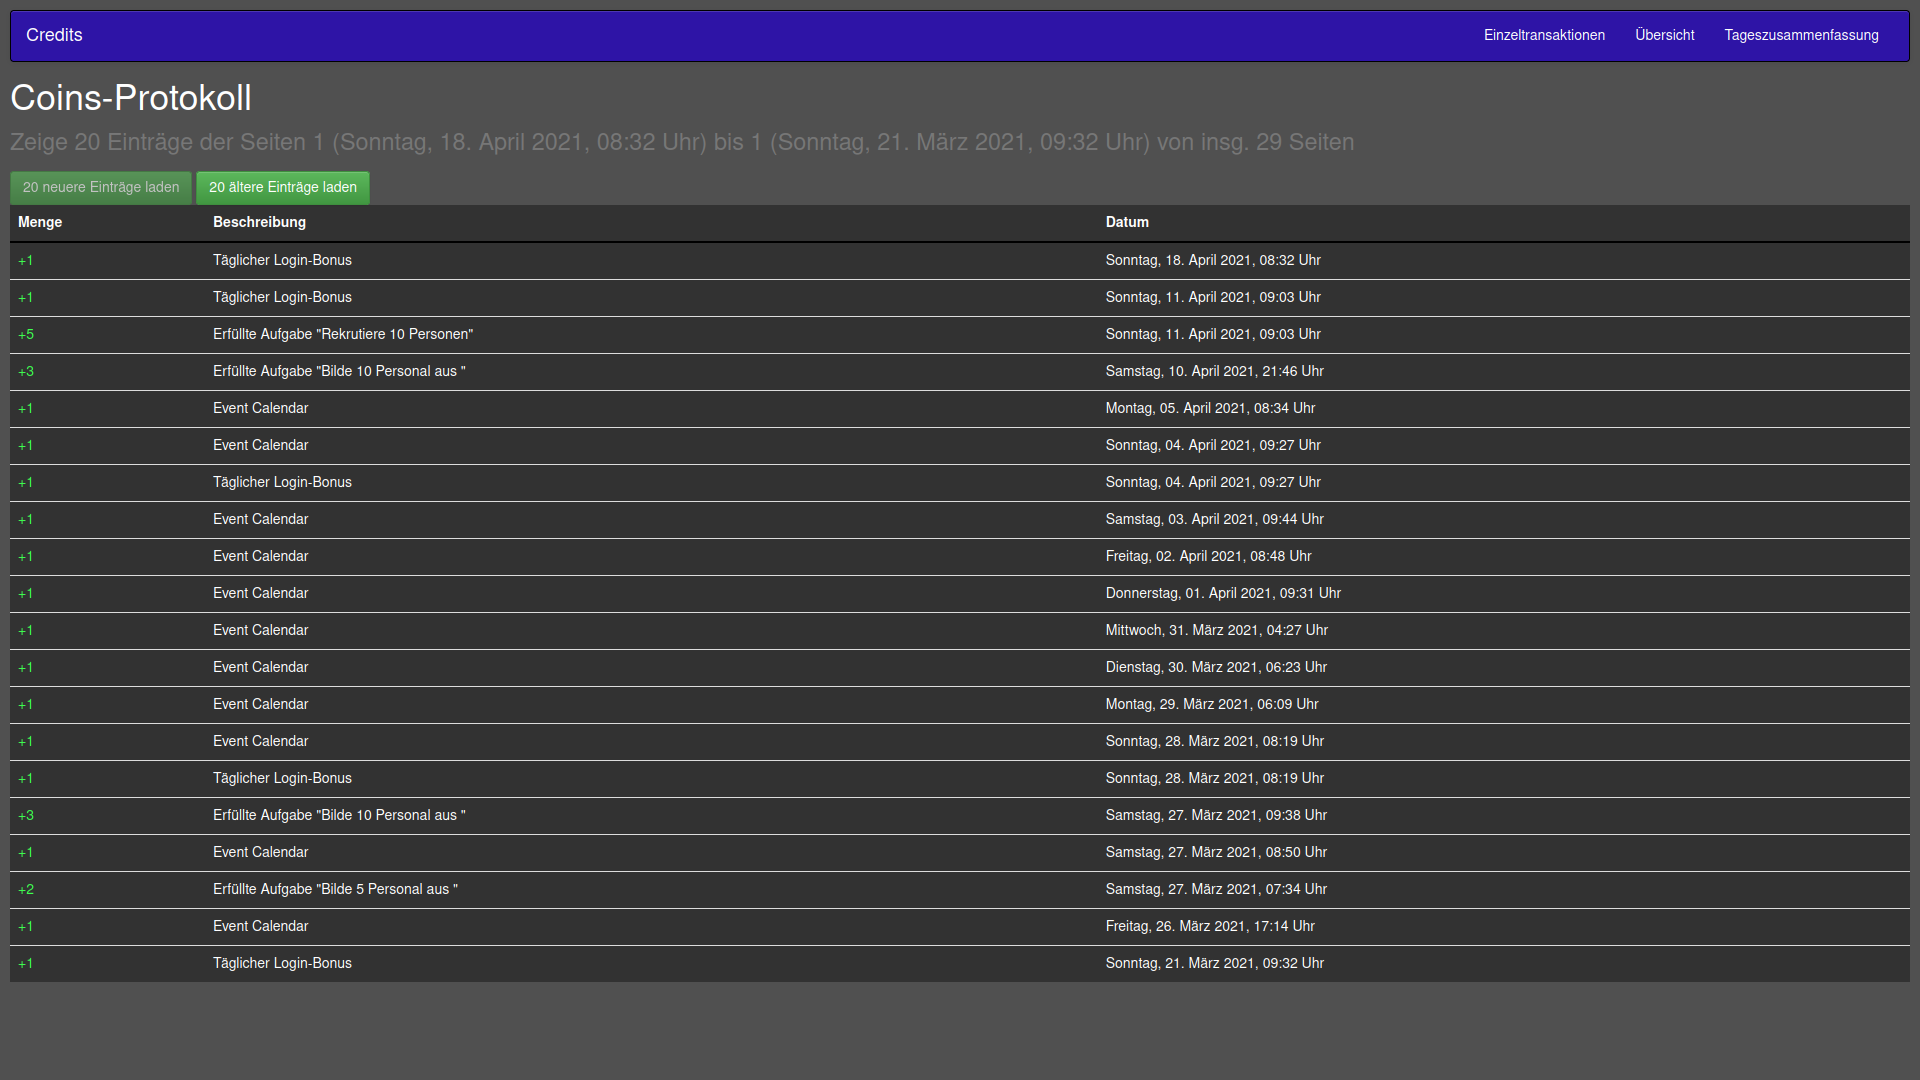 Credits Einzeltransaktionen Übersicht Tageszusammenfassung
Coins-Protokoll
Zeige 20 Einträge der Seiten 1 (Sonntag, 18. April 2021, 08:32 Uhr) bis 1 (Sonntag, 21. März 2021, 09:32 Uhr) von insg. 29 Seiten
20 neuere Einträge laden 20 ältere Einträge laden
Menge Beschreibung Datum
+1 Täglicher Login-Bonus Sonntag, 18. April 2021, 08:32 Uhr
+1 Täglicher Login-Bonus Sonntag, 11. April 2021, 09:03 Uhr
+5 Erfüllte Aufgabe "Rekrutiere 10 Personen" Sonntag, 11. April 2021, 09:03 Uhr
+3 Erfüllte Aufgabe "Bilde 10 Personal aus " Samstag, 10. April 2021, 21:46 Uhr
+1 Event Calendar Montag, 05. April 2021, 08:34 Uhr
+1 Event Calendar Sonntag, 04. April 2021, 09:27 Uhr
+1 Täglicher Login-Bonus Sonntag, 04. April 2021, 09:27 Uhr
+1 Event Calendar Samstag, 03. April 2021, 09:44 Uhr
+1 Event Calendar Freitag, 02. April 2021, 08:48 Uhr
+1 Event Calendar Donnerstag, 01. April 2021, 09:31 Uhr
+1 Event Calendar Mittwoch, 31. März 2021, 04:27 Uhr
+1 Event Calendar Dienstag, 30. März 2021, 06:23 Uhr
+1 Event Calendar Montag, 29. März 2021, 06:09 Uhr
+1 Event Calendar Sonntag, 28. März 2021, 08:19 Uhr
+1 Täglicher Login-Bonus Sonntag, 28. März 2021, 08:19 Uhr
+3 Erfüllte Aufgabe "Bilde 10 Personal aus " Samstag, 27. März 2021, 09:38 Uhr
+1 Event Calendar Samstag, 27. März 2021, 08:50 Uhr
+2 Erfüllte Aufgabe "Bilde 5 Personal aus " Samstag, 27. März 2021, 07:34 Uhr
+1 Event Calendar Freitag, 26. März 2021, 17:14 Uhr
+1 Täglicher Login-Bonus Sonntag, 21. März 2021, 09:32 Uhr